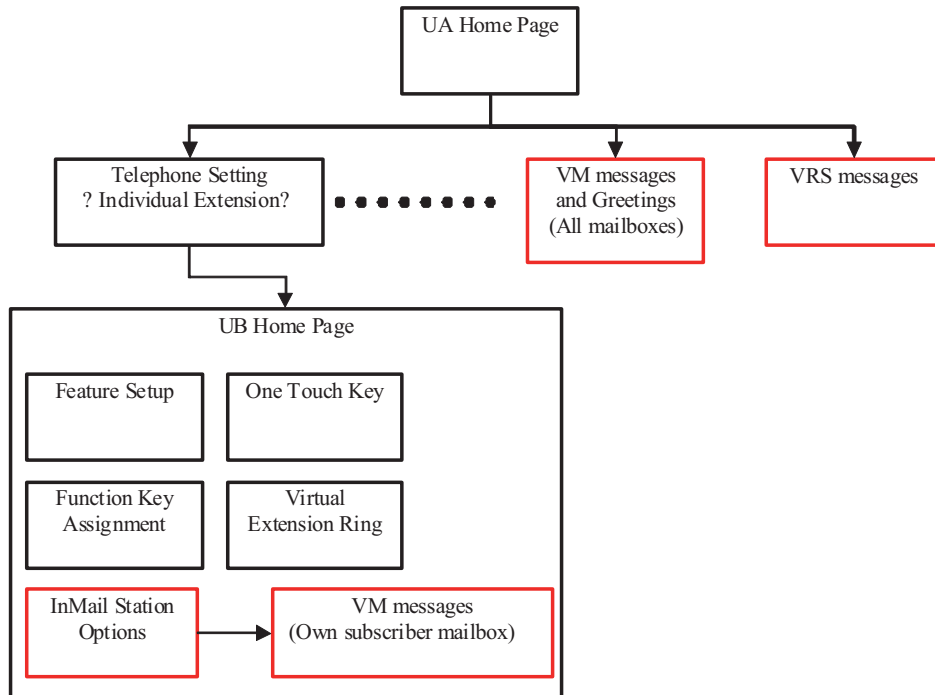 UA Home Page
Telephone Setting
? Individual Extension?
VM messages
and Greetings
(All mailboxes)
VRS messages
UB Home Page
Feature Setup
One Touch Key
Function Key
Assignment
Virtual
Extension Ring
InMail Station
Options
VM messages
(Own subscriber mailbox)